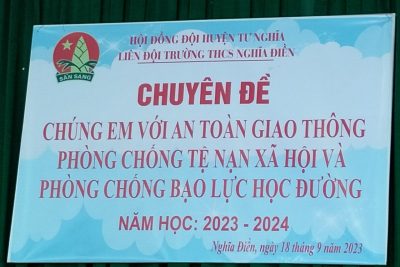 HỘI ĐỒNG ĐỘI HUYỆN TƯ NGHĨA
LIÊN ĐỘI TRƯỜNG THCS NGHĨA ĐIỀN
SẴN SÀNG
CHUYÊN ĐỀ
CHÚNG EM VỚI AN TOÀN GIAO THÔNG
PHÒNG CHỐNG TỆ NẠN XÃ HỘI VÀ
PHÒNG CHỐNG BẠO LỰC HỌC ĐƯỜNG
NĂM HỌC: 2023 - 2024
Nghĩa Điền, ngày 18 tháng 9 năm 2023